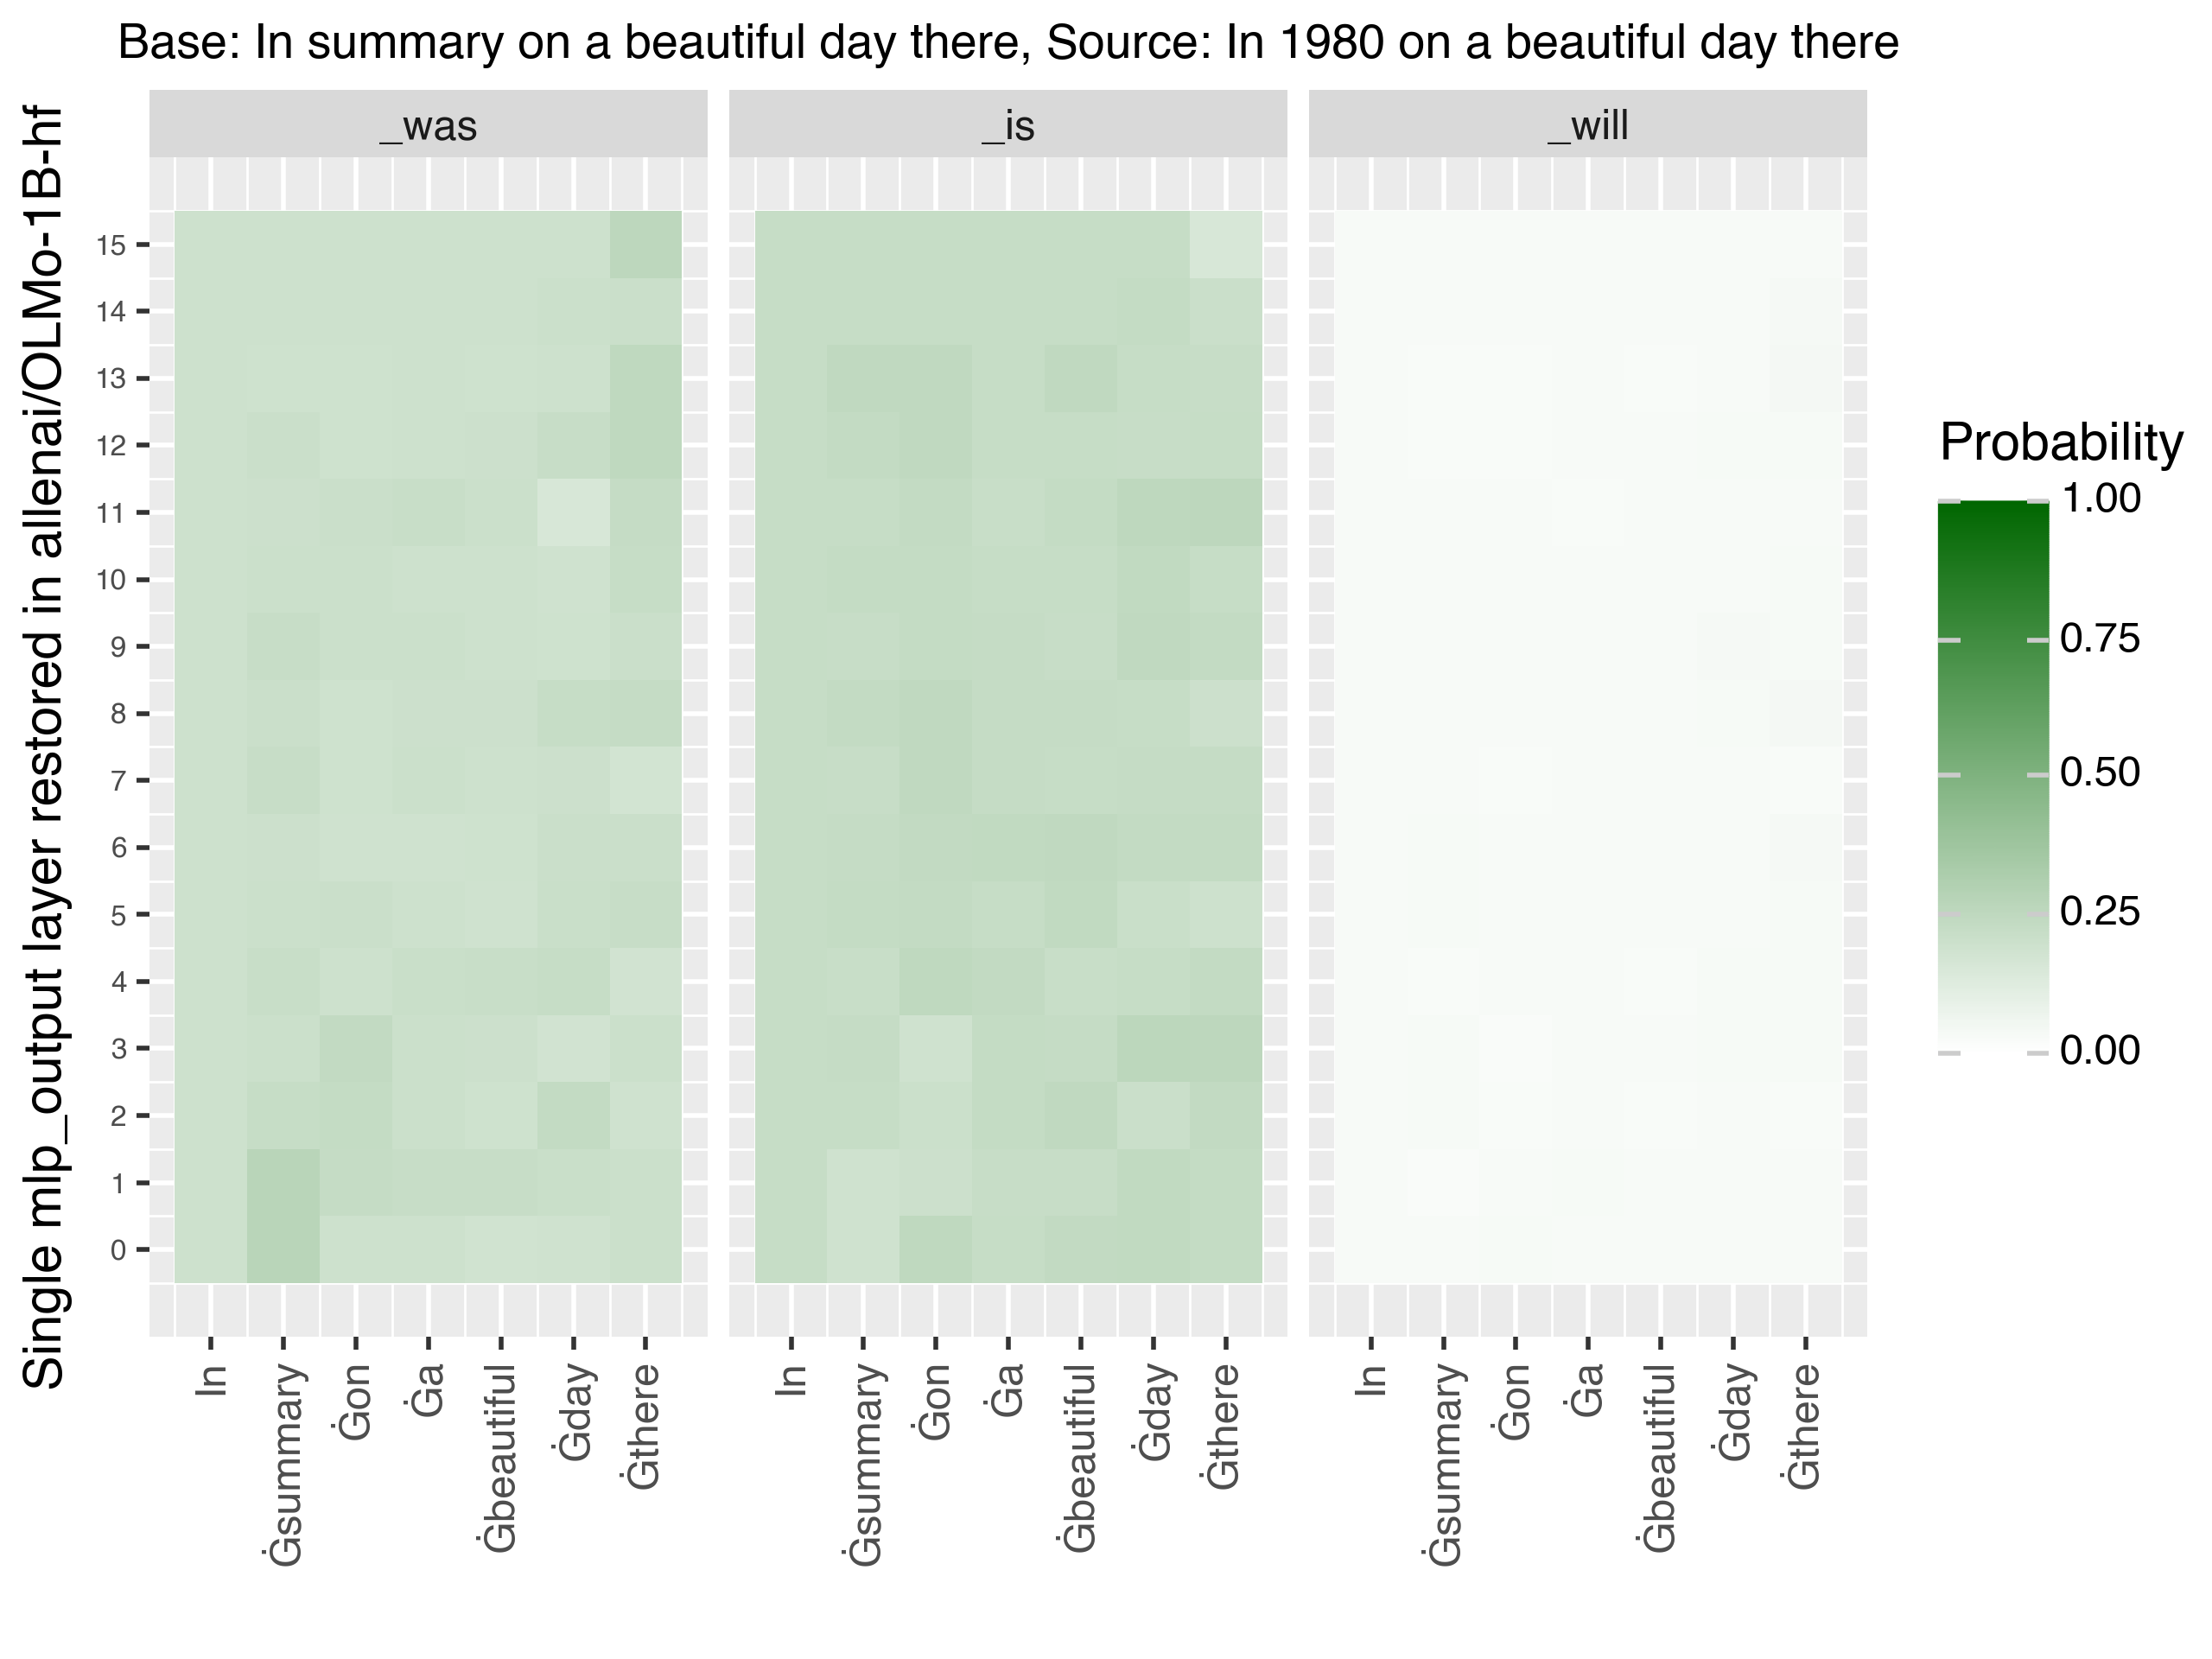 Base: In summary on a beautiful day there, Source: In 1980 on a beautiful day there
_was
_is
_will
Single mlp_output layer restored in allenai/OLMo-1B-hf
15
14
13
12
11
10
9
8
7
6
5
4
3
2
1
0
In
Ġsummary
Ġon
Ġa
Ġbeautiful
Ġday
Ġthere
In
Ġsummary
Ġon
Ġa
Ġbeautiful
Ġday
Ġthere
In
Ġsummary
Ġon
Ġa
Ġbeautiful
Ġday
Ġthere
Probability
1.00
0.75
0.50
0.25
0.00